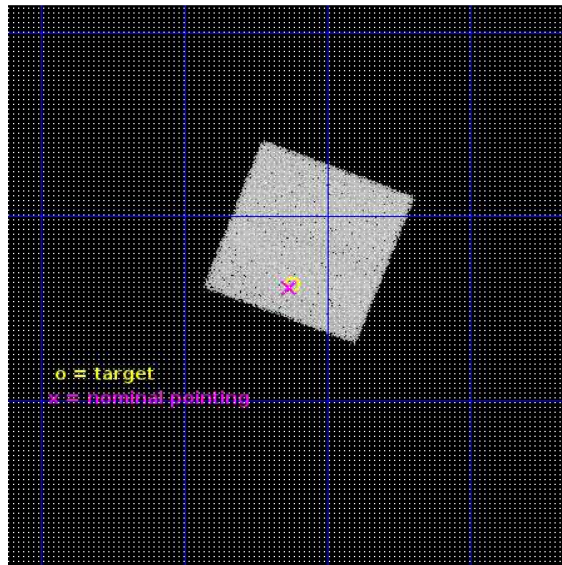 o = target
x = nominal pointing